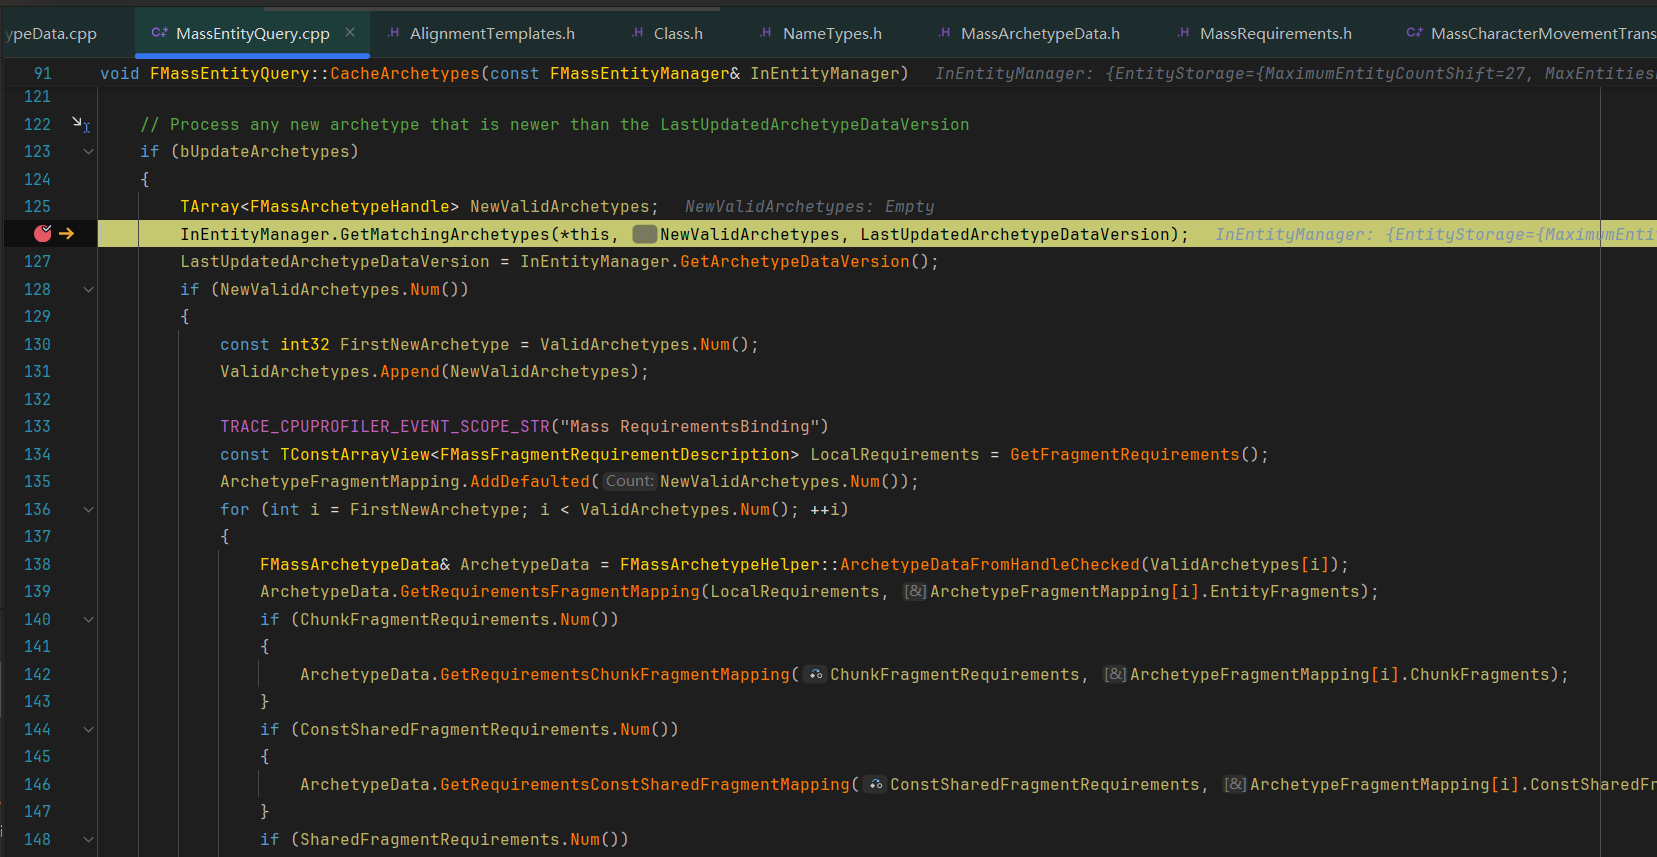 ypeData.cpp MassEntityQuery.cpp × .H AlignmentTemplates.h .H Class.h .H NameTypes.h .H MassArchetypeData.h .H MassRequirements.h C++ MassCharacterMovementTrans
91 void FMassEntityQuery::CacheArchetypes(const FMassEntityManager& InEntityManager) InEntityManager: {EntityStorage={MaximumEntityCountShift=27, MaxEntities
121
122 // Process any new archetype that is newer than the LastUpdatedArchetypeDataVersion
123 if (bUpdateArchetypes)
124 {
125 TArray<FMassArchetypeHandle> NewValidArchetypes; NewValidArchetypes: Empty
InEntityManager.GetMatchingArchetypes(*this, NewValidArchetypes, LastUpdatedArchetypeDataVersion); InEntityManager: {EntityStorage={MaximumEnti
127 LastUpdatedArchetypeDataVersion = InEntityManager.GetArchetypeDataVersion();
128 if (NewValidArchetypes.Num())
129 {
130 const int32 FirstNewArchetype = ValidArchetypes.Num();
131 ValidArchetypes.Append(NewValidArchetypes);
132
133 TRACE_CPUPROFILER_EVENT_SCOPE_STR("Mass RequirementsBinding")
134 const TConstArrayView<FMassFragmentRequirementDescription> LocalRequirements = GetFragmentRequirements();
135 ArchetypeFragmentMapping.AddDefaulted(Count: NewValidArchetypes.Num());
136 for (int i = FirstNewArchetype; i < ValidArchetypes.Num(); ++i)
137 {
138 FMassArchetypeData& ArchetypeData = FMassArchetypeHelper::ArchetypeDataFromHandleChecked(ValidArchetypes[i]);
139 ArchetypeData.GetRequirementsFragmentMapping(LocalRequirements, [&]ArchetypeFragmentMapping[i].EntityFragments);
140 if (ChunkFragmentRequirements.Num())
141 {
142 ArchetypeData.GetRequirementsChunkFragmentMapping(ChunkFragmentRequirements, [&]ArchetypeFragmentMapping[i].ChunkFragments);
143 }
144 if (ConstSharedFragmentRequirements.Num())
145 {
146 ArchetypeData.GetRequirementsConstSharedFragmentMapping(ConstSharedFragmentRequirements, [&]ArchetypeFragmentMapping[i].ConstSharedFr
147 }
148 if (SharedFragmentRequirements.Num())